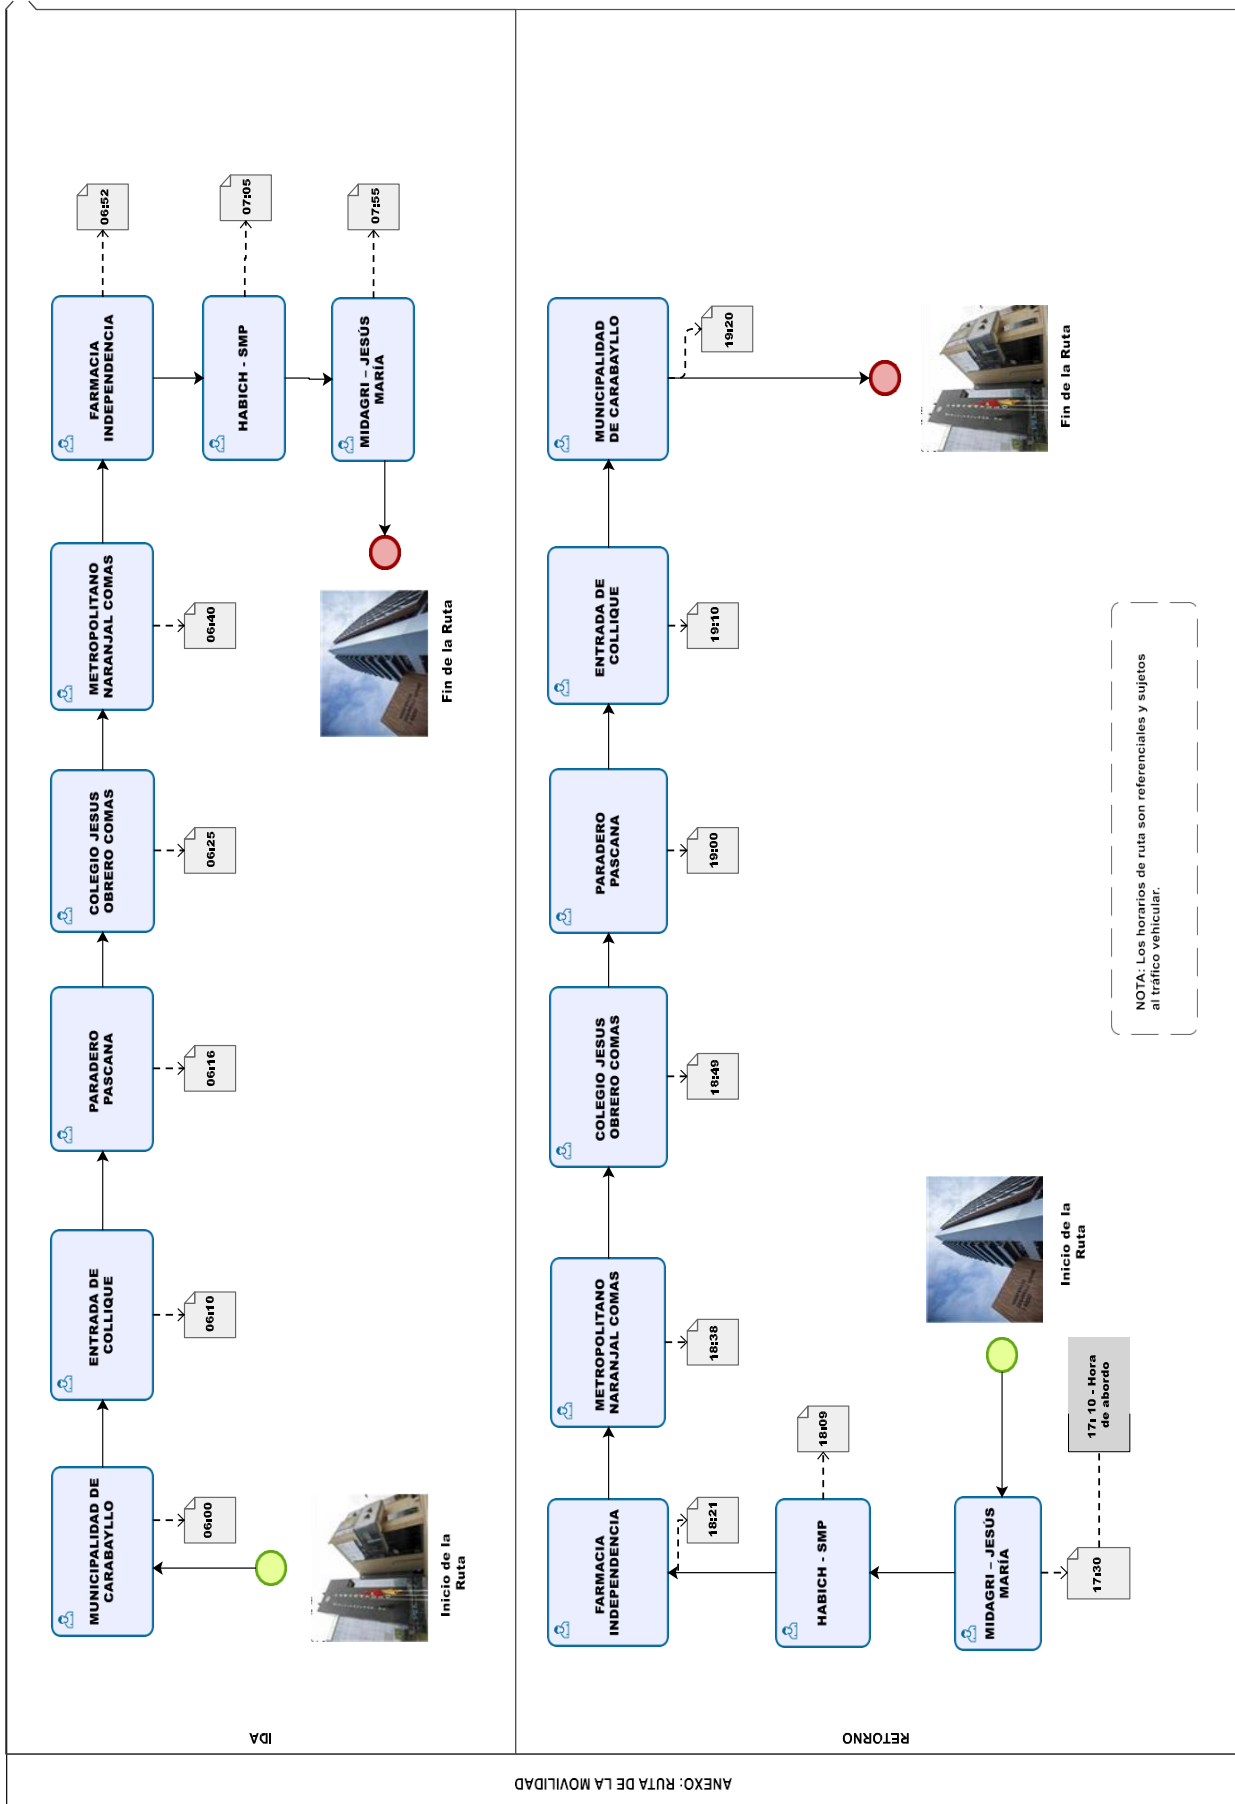 ANEXO: RUTA DE LA MOVILIDAD
IDA
MUNICIPALIDAD DE
CARABAYLLO
06:00
Inicio de la
Ruta
ENTRADA DE
COLLIQUE
06:10
PARADERO
PASCANA
06:16
COLEGIO JESUS
OBRERO COMAS
06:25
METROPOLITANO
NARANJAL COMAS
06:40
FARMACIA
INDEPENDENCIA
06:52
HABICH - SMP
07:05
MIDAGRI – JESÚS
MARÍA
07:55
Fin de la Ruta
RETORNO
Inicio de la
Ruta
MIDAGRI – JESÚS
MARÍA
17:30
17:10 - Hora
de abordo
HABICH - SMP
18:09
FARMACIA
INDEPENDENCIA
18:21
METROPOLITANO
NARANJAL COMAS
18:38
COLEGIO JESUS
OBRERO COMAS
18:49
PARADERO
PASCANA
19:00
ENTRADA DE
COLLIQUE
19:10
MUNICIPALIDAD
DE CARABAYLLO
19:20
Fin de la Ruta
NOTA: Los horarios de ruta son referenciales y sujetos
al tráfico vehicular.